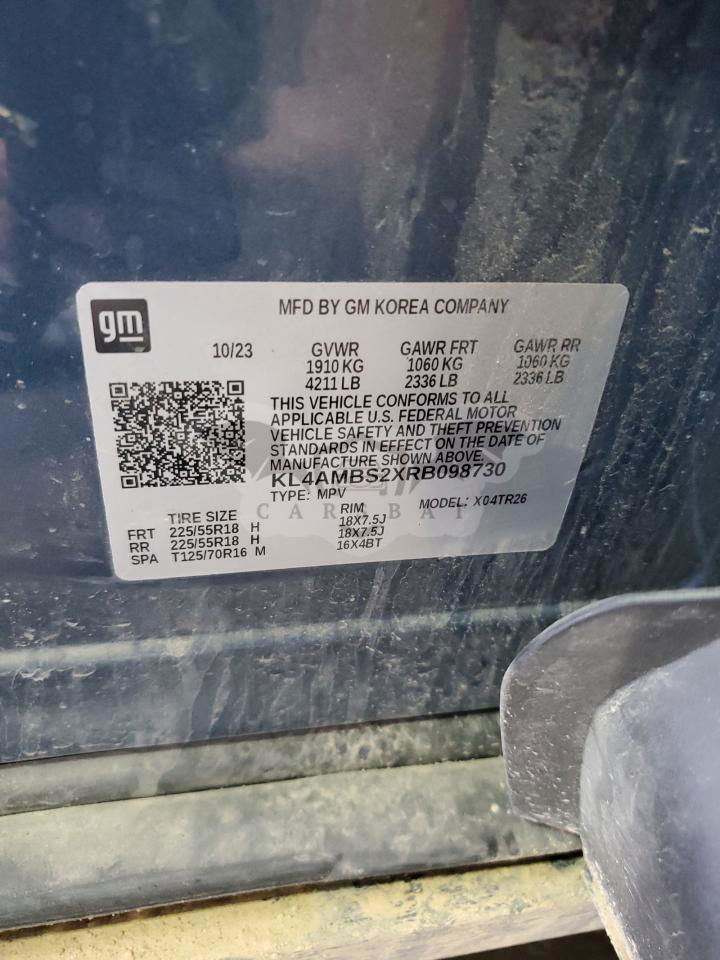 gm
MFD BY GM KOREA COMPANY
10/23 GVWR GAWR FRT GAWR RR
1910 KG 1060 KG 1060 KG
4211 LB 2336 LB 2336 LB
THIS VEHICLE CONFORMS TO ALL
APPLICABLE U.S. FEDERAL MOTOR
VEHICLE SAFETY AND THEFT PREVENTION
STANDARDS IN EFFECT ON THE DATE OF
MANUFACTURE SHOWN ABOVE.
KL4AMBS2XRB098730
TYPE: MPV MODEL: X04TR26
TIRE SIZE RIM
FRT 225/55R18 H 18X7.5J
RR 225/55R18 H 18X7.5J
SPA T125/70R16 M 16X4BT